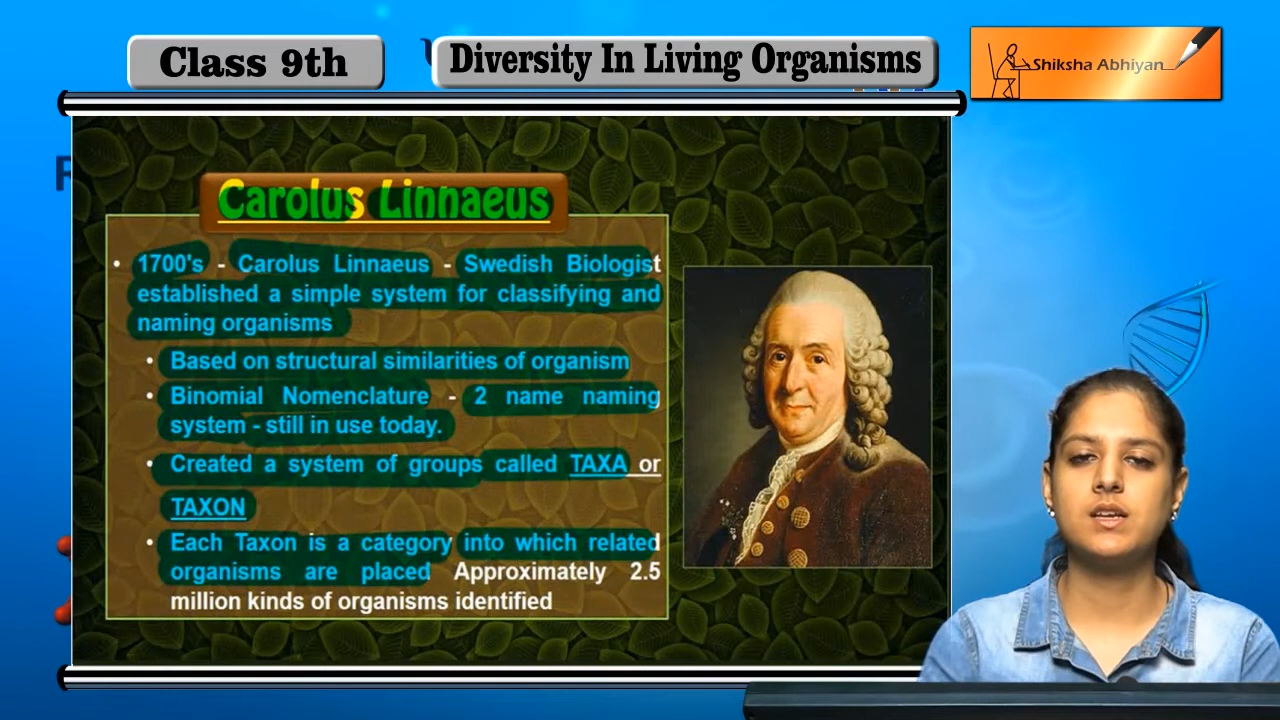 Class 9th
Diversity In Living Organisms
Shiksha Abhiyan
Carolus Linnaeus
• 1700's - Carolus Linnaeus - Swedish Biologist
established a simple system for classifying and
naming organisms
• Based on structural similarities of organism
• Binomial Nomenclature - 2 name naming
system - still in use today.
• Created a system of groups called TAXA or
TAXON
• Each Taxon is a category into which related
organisms are placed Approximately 2.5
million kinds of organisms identified